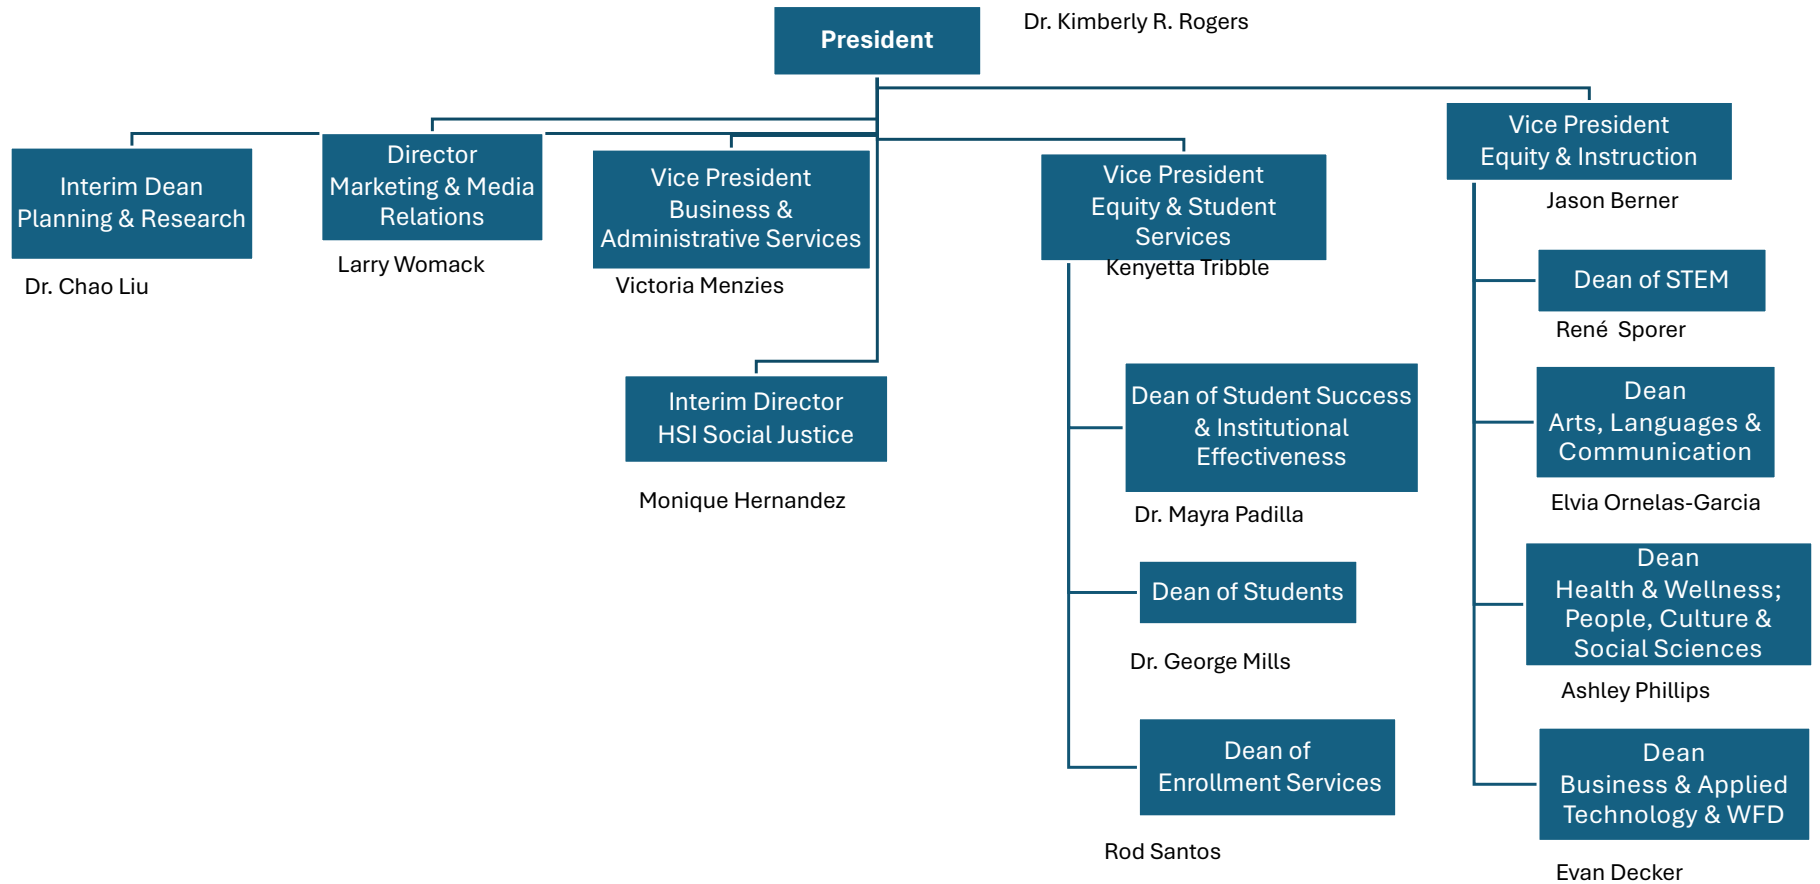 President
Dr. Kimberly R. Rogers
Interim Dean
Planning & Research
Dr. Chao Liu
Director
Marketing & Media
Relations
Larry Womack
Vice President
Business &
Administrative Services
Victoria Menzies
Interim Director
HSI Social Justice
Monique Hernandez
Vice President
Equity & Student
Services
Kenyetta Tribble
Dean of Student Success
& Institutional
Effectiveness
Dr. Mayra Padilla
Dean of Students
Dr. George Mills
Dean of
Enrollment Services
Rod Santos
Vice President
Equity & Instruction
Jason Berner
Dean of STEM
René Sporer
Dean
Arts, Languages &
Communication
Elvia Ornelas-Garcia
Dean
Health & Wellness;
People, Culture &
Social Sciences
Ashley Phillips
Dean
Business & Applied
Technology & WFD
Evan Decker